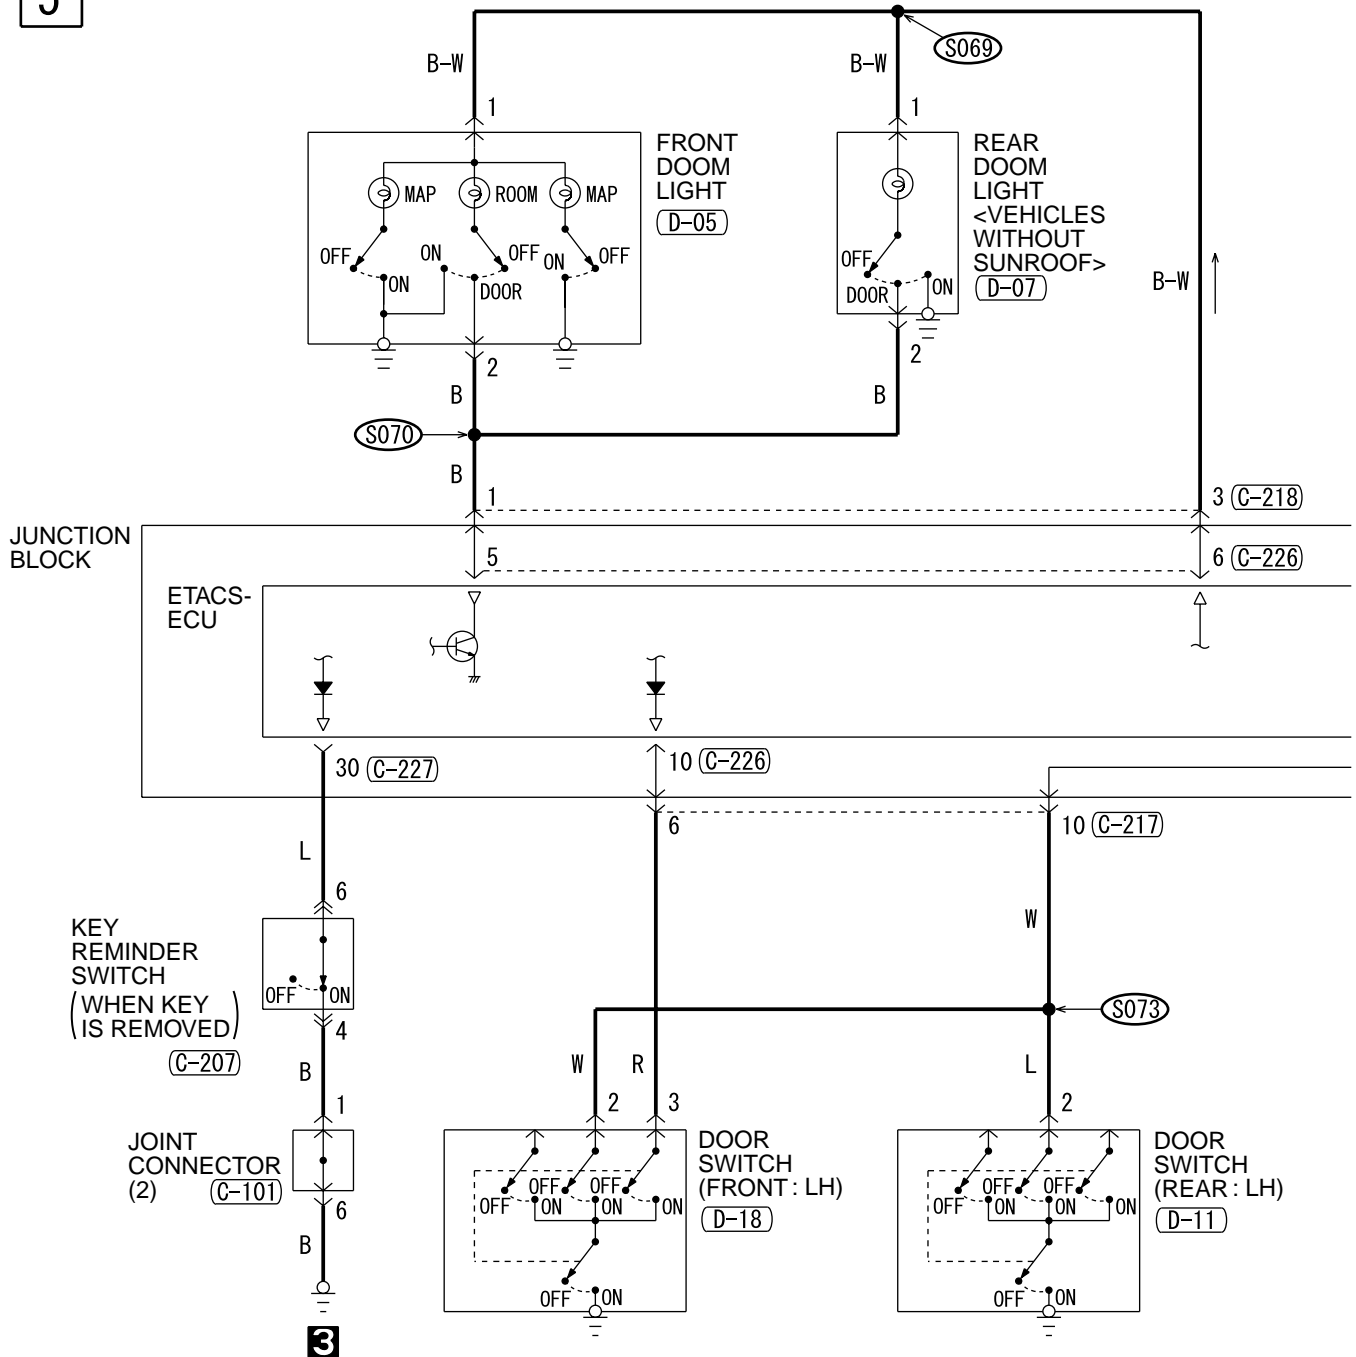 S069
B-W
B-W
1
1
FRONT
DOOM
LIGHT
D-05
REAR
DOOM
LIGHT
<VEHICLES
WITHOUT
SUNROOF>
D-07
MAP
ROOM
MAP
OFF
ON
ON
OFF
DOOR
ON
OFF
OFF
DOOR
ON
B-W
2
2
B
B
S070
B
1
3 C-218
JUNCTION
BLOCK
5
6 C-226
ETACS-
ECU
30 C-227
10 C-226
6
10 C-217
L
6
KEY
REMINDER
SWITCH
(WHEN KEY
IS REMOVED)
C-207
OFF
ON
4
W
S073
B
W
R
L
1
2
3
2
JOINT
CONNECTOR
(2) C-101
6
B
3
DOOR
SWITCH
(FRONT : LH)
D-18
OFF
OFF
OFF
ON
ON
ON
OFF
ON
DOOR
SWITCH
(REAR : LH)
D-11
OFF
OFF
OFF
ON
ON
ON
OFF
ON